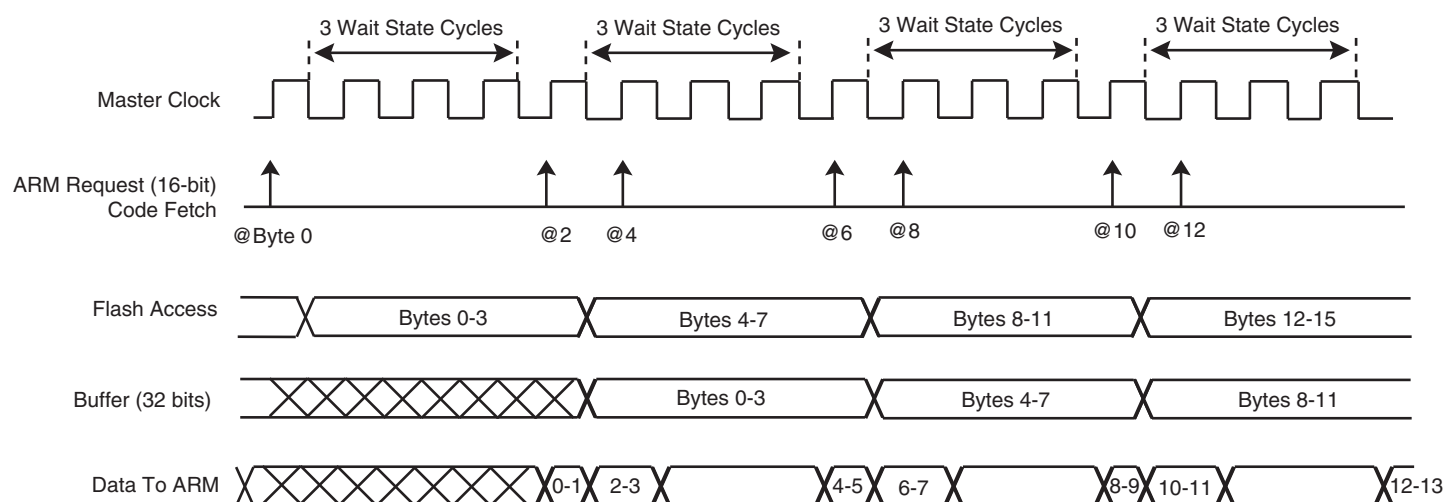 3 Wait State Cycles 3 Wait State Cycles 3 Wait State Cycles 3 Wait State Cycles
Master Clock
ARM Request (16-bit)
Code Fetch
@Byte 0 @2 @4 @6 @8 @10 @12
Flash Access Bytes 0-3 Bytes 4-7 Bytes 8-11 Bytes 12-15
Buffer (32 bits) Bytes 0-3 Bytes 4-7 Bytes 8-11
Data To ARM 0-1 2-3 4-5 6-7 8-9 10-11 12-13